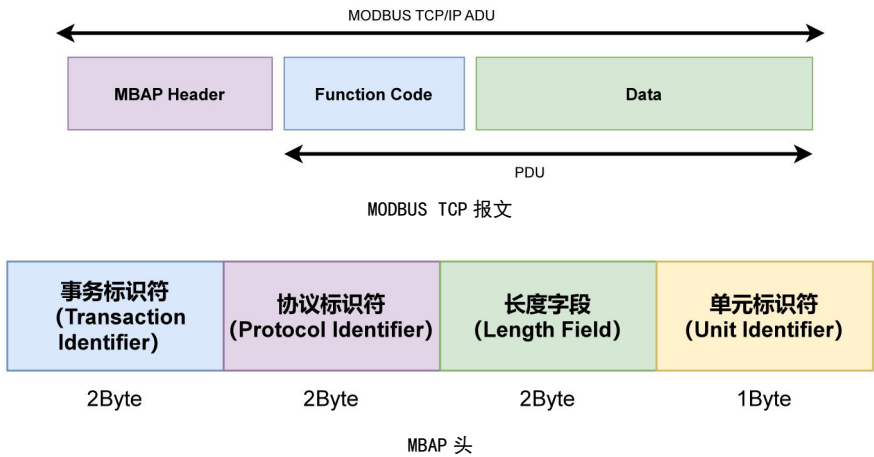 MODBUS TCP/IP ADU
MBAP Header
Function Code
Data
PDU
MODBUS TCP 报文
事务标识符
(Transaction
Identifier)
协议标识符
(Protocol Identifier)
长度字段
(Length Field)
单元标识符
(Unit Identifier)
2Byte
2Byte
2Byte
1Byte
MBAP 头